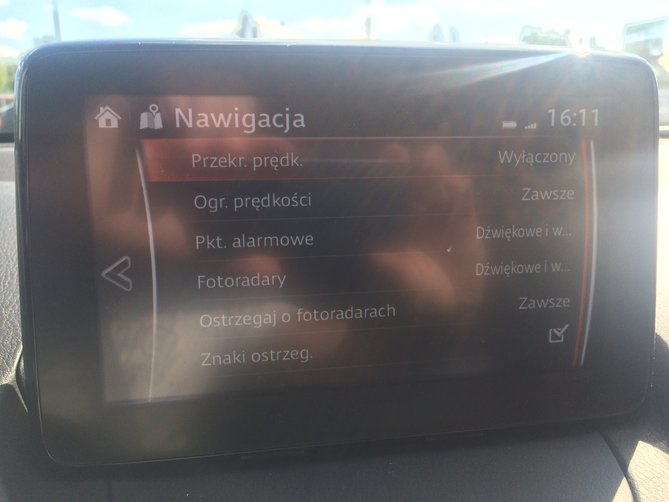 Nawigacja 16:11
Przekr. prędk. Wyłączony
Ogr. prędkości Zawsze
Pkt. alarmowe Dźwiękowe i w...
Fotoradary Dźwiękowe i w...
Ostrzegaj o fotoradarach Zawsze
Znaki ostrzeg.